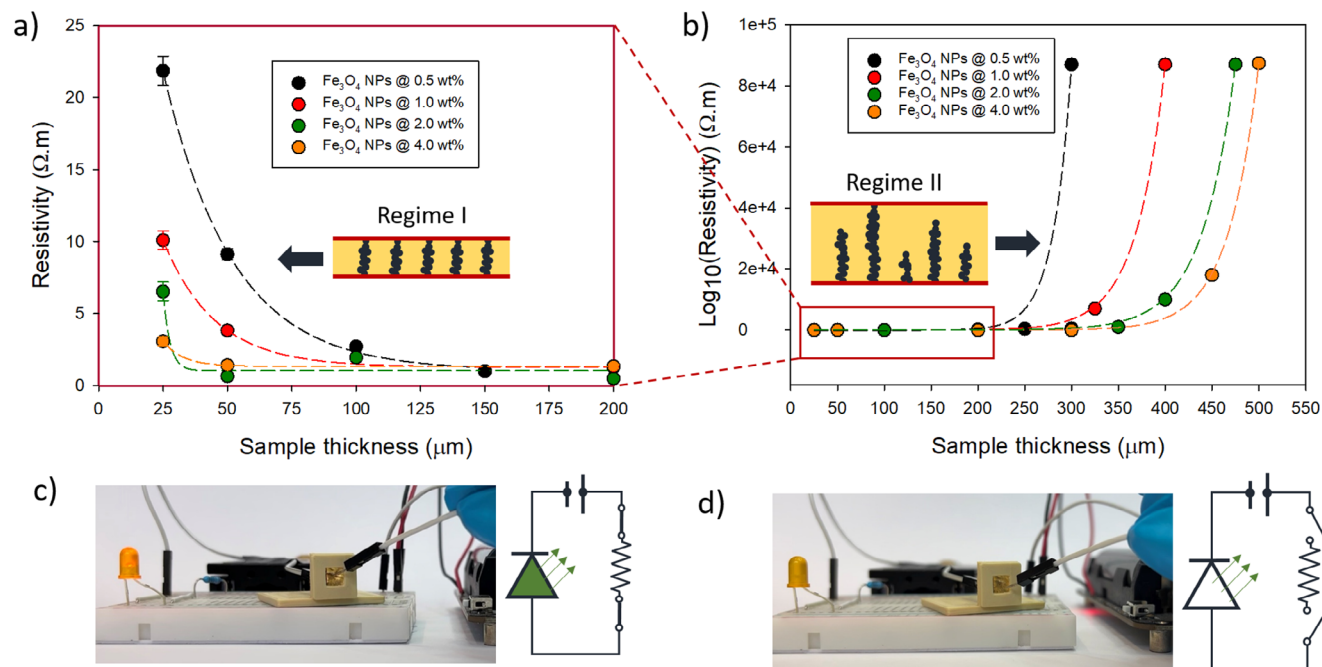 a)
25
20
15
10
5
0
Resistivity (Ω.m)
Fe₃O₄ NPs @ 0.5 wt%
Fe₃O₄ NPs @ 1.0 wt%
Fe₃O₄ NPs @ 2.0 wt%
Fe₃O₄ NPs @ 4.0 wt%
Regime I
0 25 50 75 100 125 150 175 200
Sample thickness (μm)
b)
1e+5
8e+4
6e+4
4e+4
2e+4
0
Log10(Resistivity) (Ω.m)
Fe₃O₄ NPs @ 0.5 wt%
Fe₃O₄ NPs @ 1.0 wt%
Fe₃O₄ NPs @ 2.0 wt%
Fe₃O₄ NPs @ 4.0 wt%
Regime II
0 50 100 150 200 250 300 350 400 450 500 550
Sample thickness (μm)
c)
d)